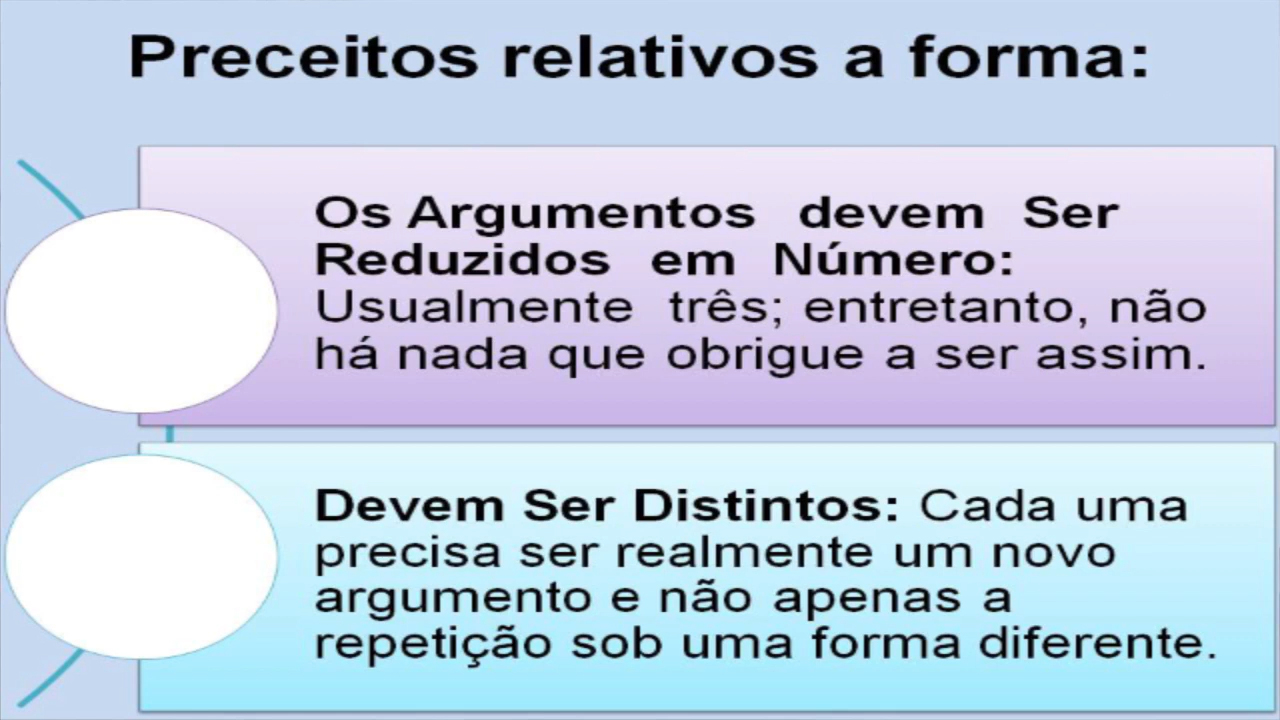 Preceitos relativos a forma:
Os Argumentos devem Ser
Reduzidos em Número:
Usualmente três; entretanto, não
há nada que obrigue a ser assim.
Devem Ser Distintos: Cada uma
precisa ser realmente um novo
argumento e não apenas a
repetição sob uma forma diferente.